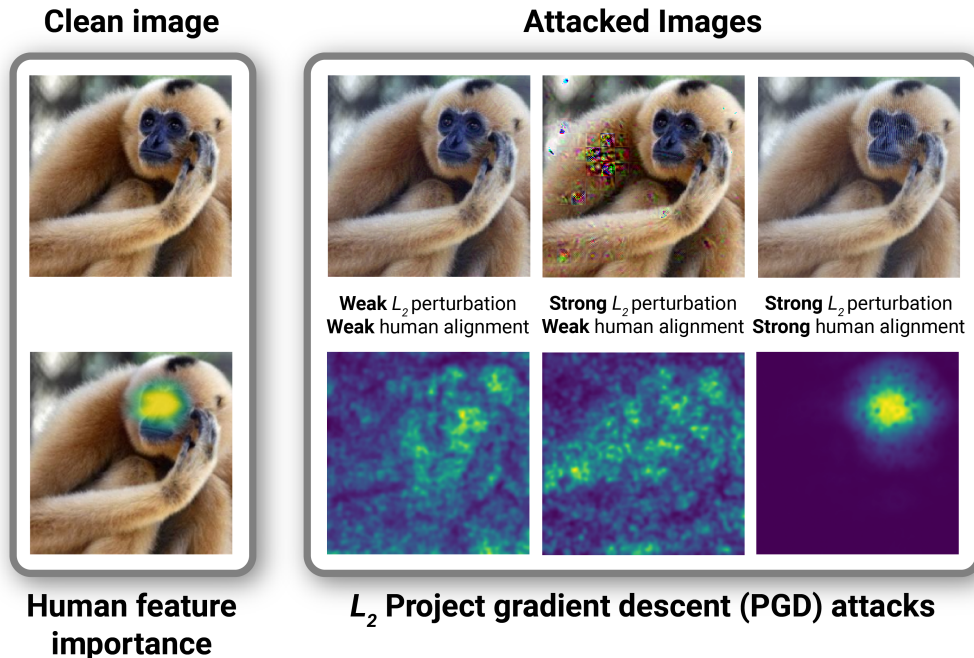 Clean image
Attacked Images
Weak L2 perturbation
Weak human alignment
Strong L2 perturbation
Weak human alignment
Strong L2 perturbation
Strong human alignment
Human feature
importance
L2 Project gradient descent (PGD) attacks